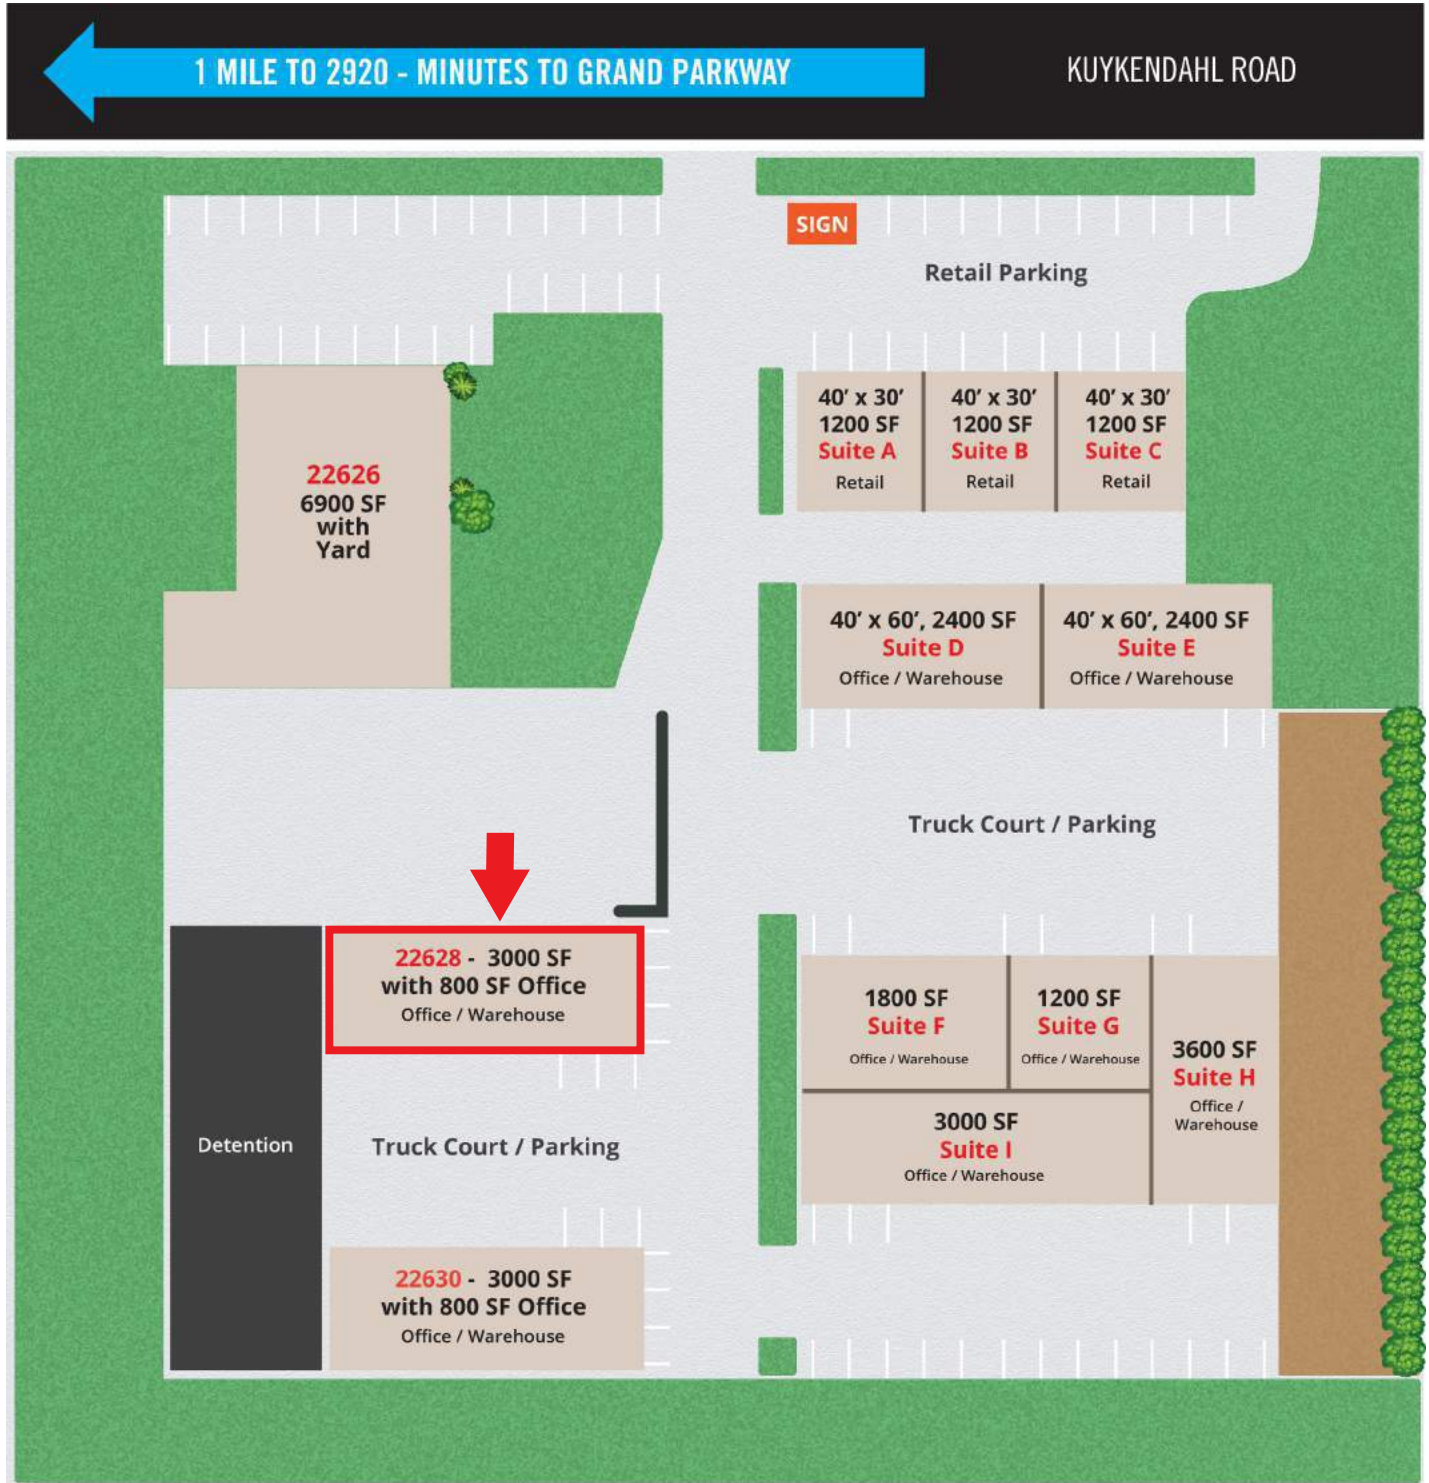 1 MILE TO 2920 - MINUTES TO GRAND PARKWAY
KUYKENDAHL ROAD
SIGN
Retail Parking
40’ x 30’
1200 SF
Suite A
Retail
40’ x 30’
1200 SF
Suite B
Retail
40’ x 30’
1200 SF
Suite C
Retail
22626
6900 SF
with
Yard
40’ x 60’, 2400 SF
Suite D
Office / Warehouse
40’ x 60’, 2400 SF
Suite E
Office / Warehouse
Truck Court / Parking
22628 - 3000 SF
with 800 SF Office
Office / Warehouse
1800 SF
Suite F
Office / Warehouse
1200 SF
Suite G
Office / Warehouse
3600 SF
Suite H
Office /
Warehouse
3000 SF
Suite I
Office / Warehouse
Detention
Truck Court / Parking
22630 - 3000 SF
with 800 SF Office
Office / Warehouse